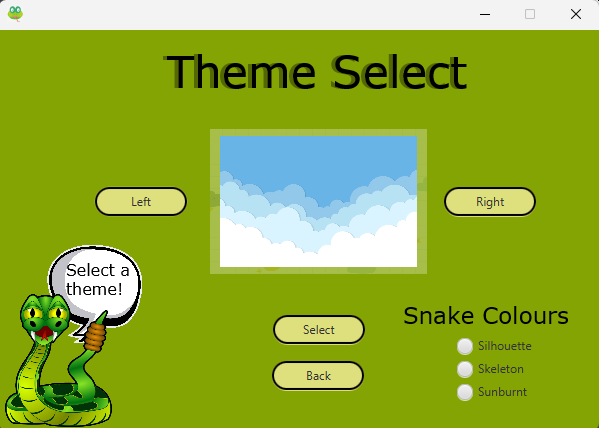 Theme Select
Left
Right
Select a
theme!
Select
Back
Snake Colours
Silhouette
Skeleton
Sunburnt